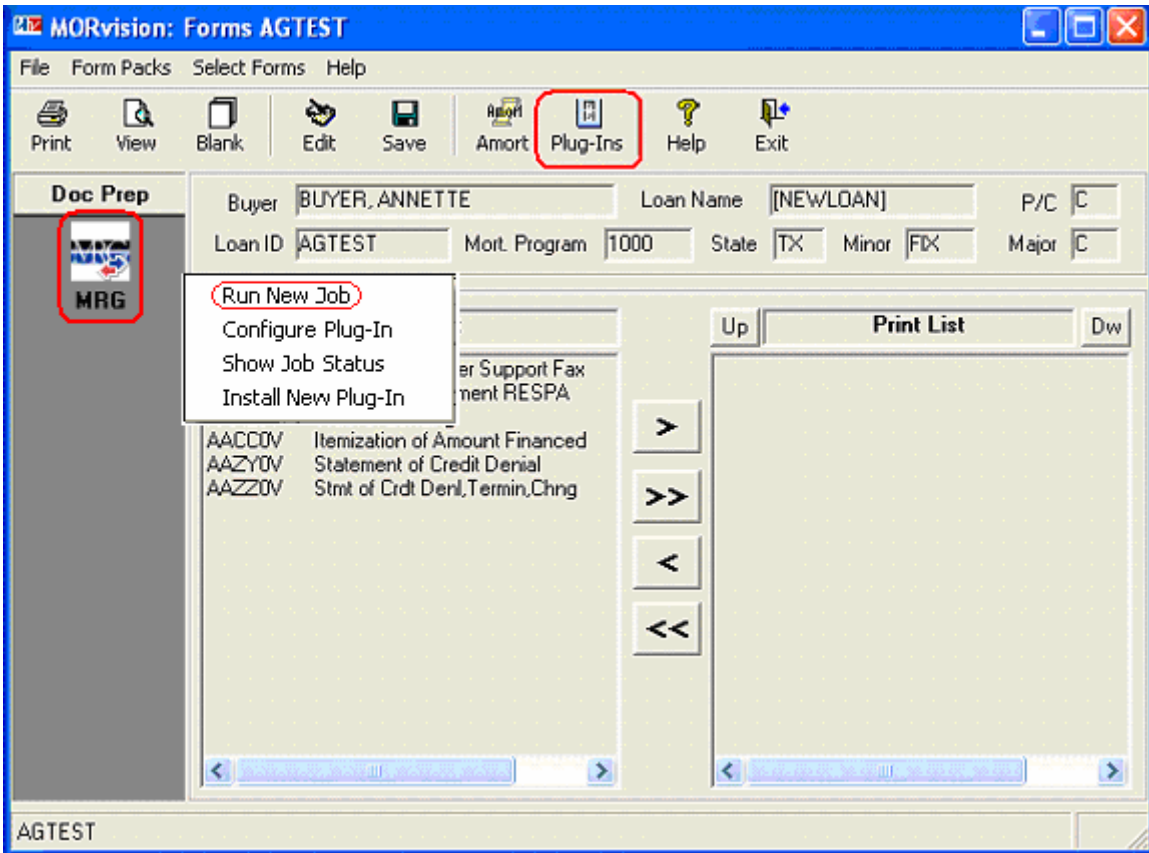 MORvision: Forms AGTEST
File Form Packs Select Forms Help
Print View Blank Edit Save Amort Plug-Ins Help Exit
Doc Prep
MRG
Buyer BUYER, ANNETTE Loan Name [NEWLOAN] P/C C
Loan ID AGTEST Mort. Program 1000 State TX Minor FIX Major C
Run New Job
Configure Plug-In
Show Job Status
Install New Plug-In
Up Print List Dw
er Support Fax
ment RESPA
AACC0V Itemization of Amount Financed
AAZY0V Statement of Credit Denial
AAZZ0V Stmt of Crdt Denl,Termin,Chng
>
>>
<
<<
AGTEST